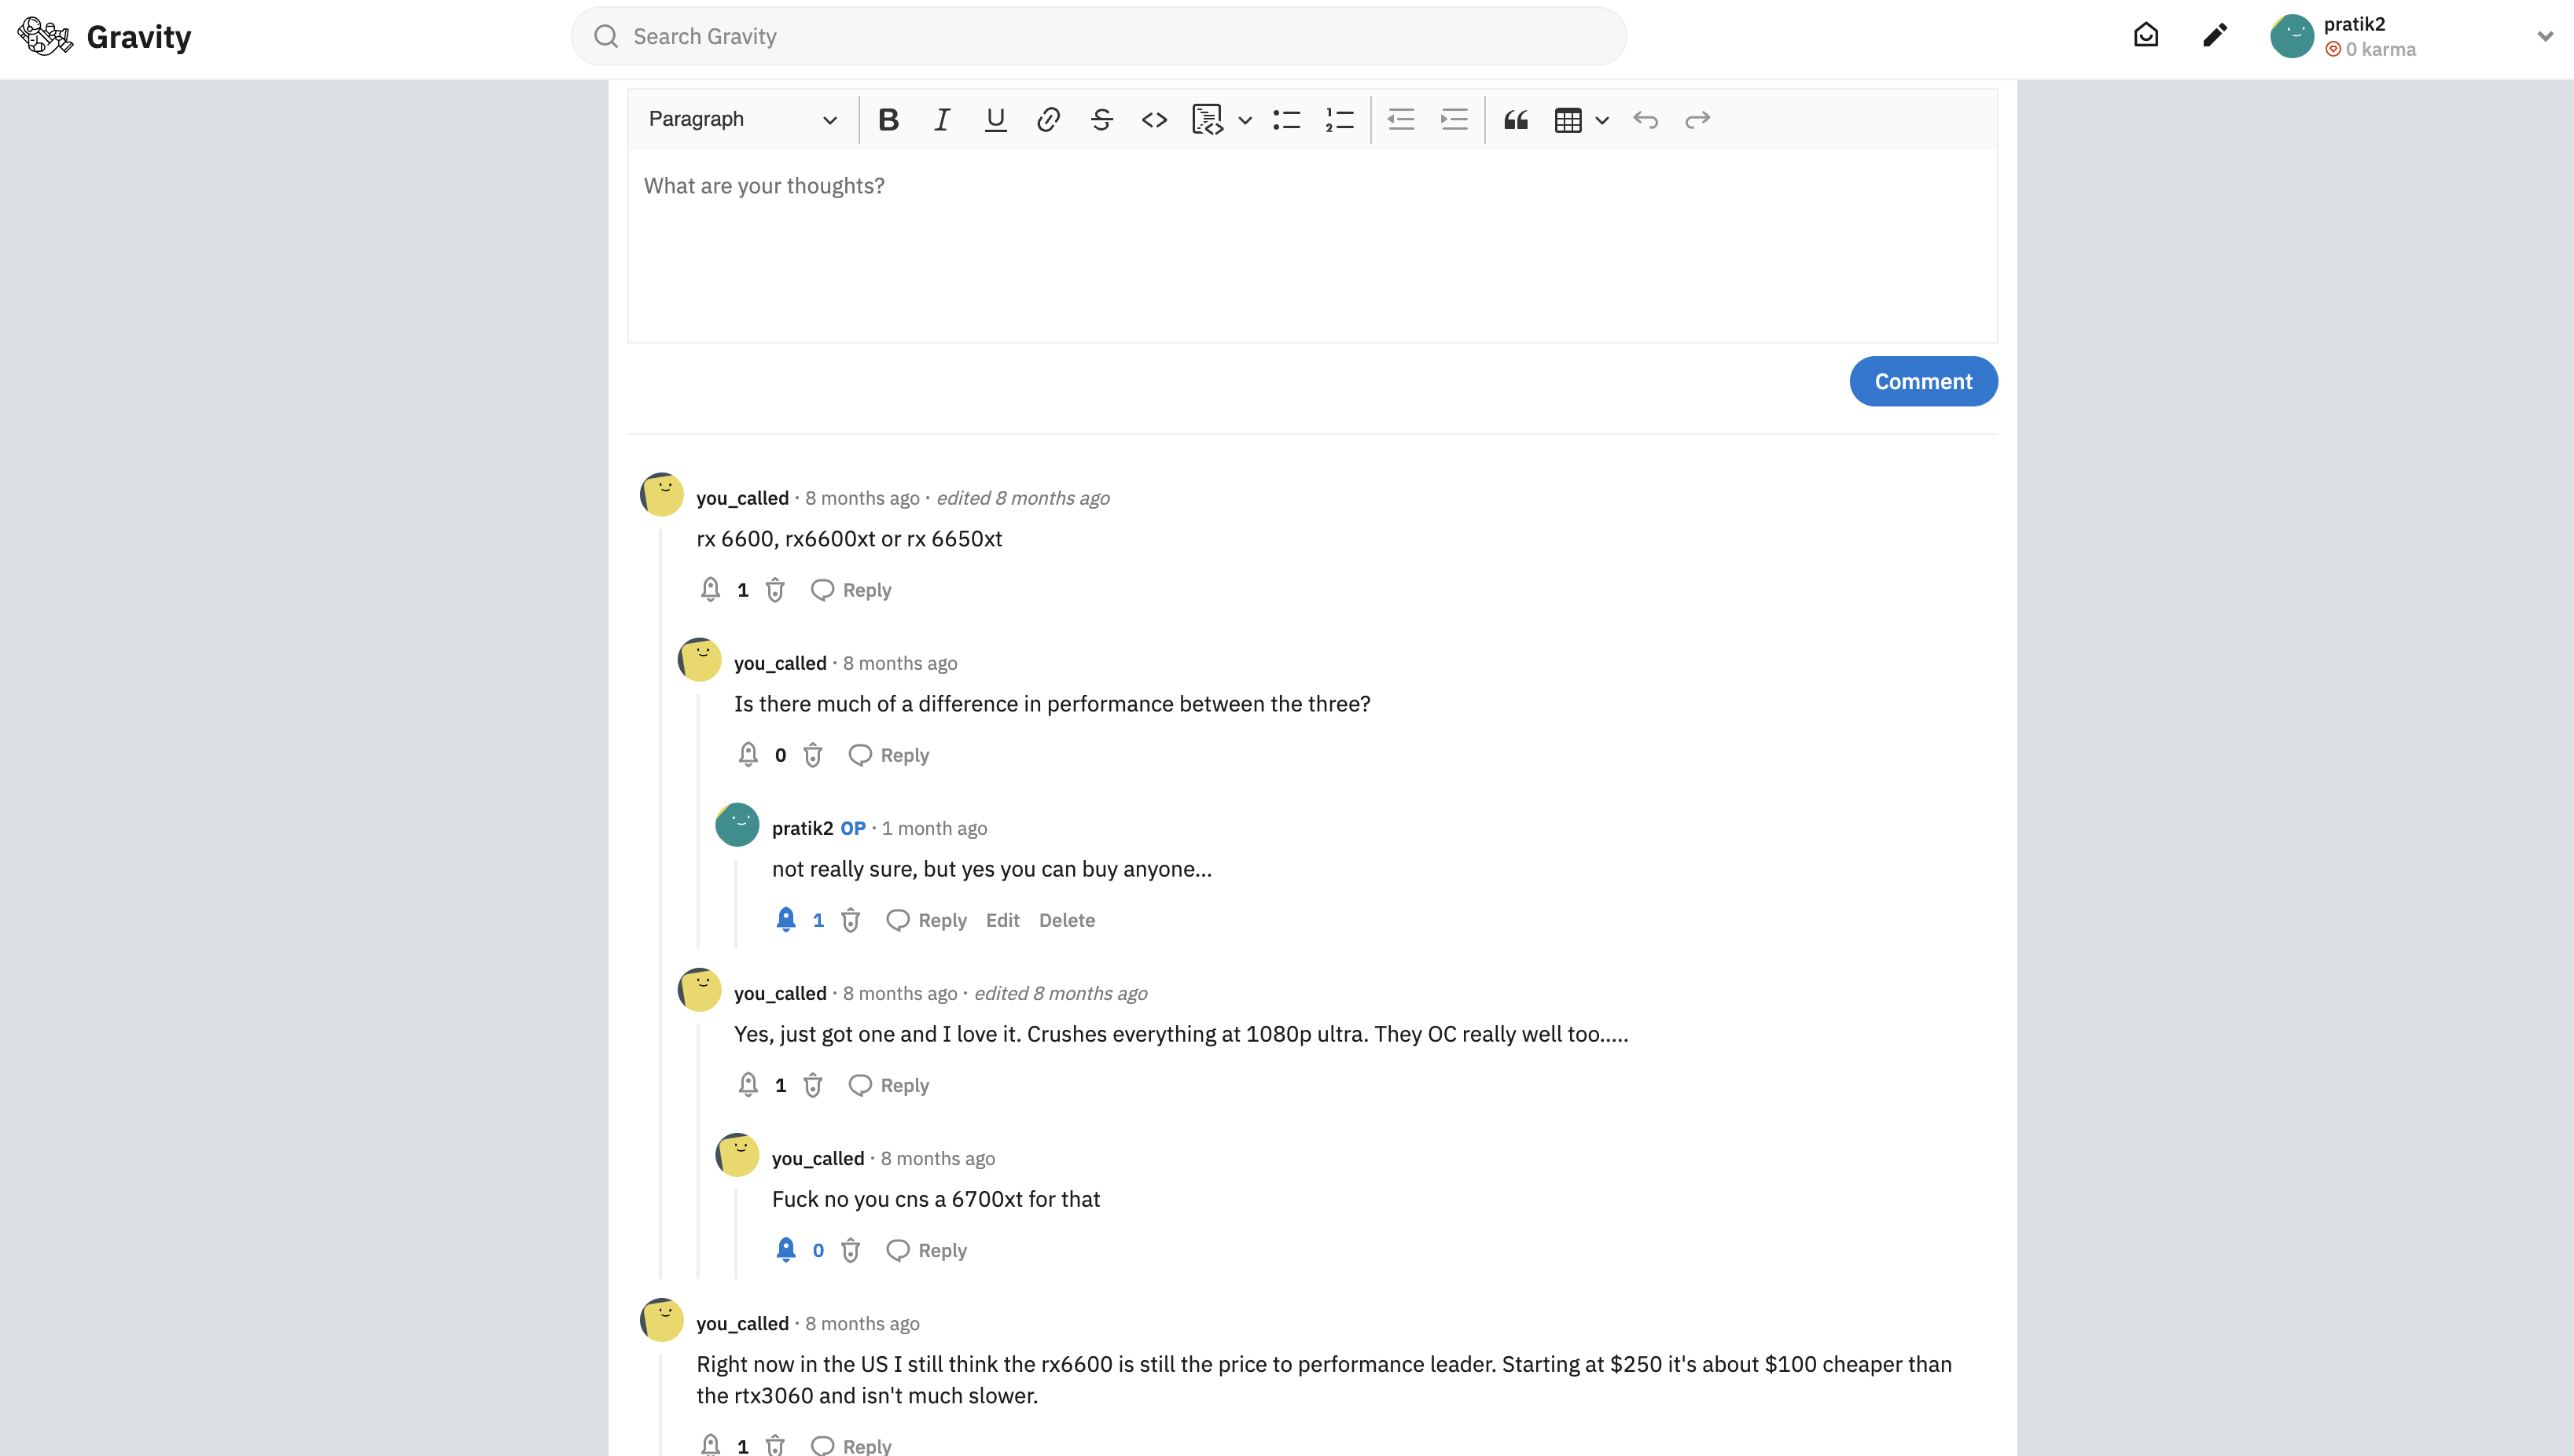 Gravity
Search Gravity
pratik2
0 karma
Paragraph
What are your thoughts?
Comment
you_called · 8 months ago · edited 8 months ago
rx 6600, rx6600xt or rx 6650xt
1 Reply
you_called · 8 months ago
Is there much of a difference in performance between the three?
0 Reply
pratik2 OP · 1 month ago
not really sure, but yes you can buy anyone...
1 Reply Edit Delete
you_called · 8 months ago · edited 8 months ago
Yes, just got one and I love it. Crushes everything at 1080p ultra. They OC really well too.....
1 Reply
you_called · 8 months ago
Fuck no you cns a 6700xt for that
0 Reply
you_called · 8 months ago
Right now in the US I still think the rx6600 is still the price to performance leader. Starting at $250 it's about $100 cheaper than
the rtx3060 and isn't much slower.
1 Reply